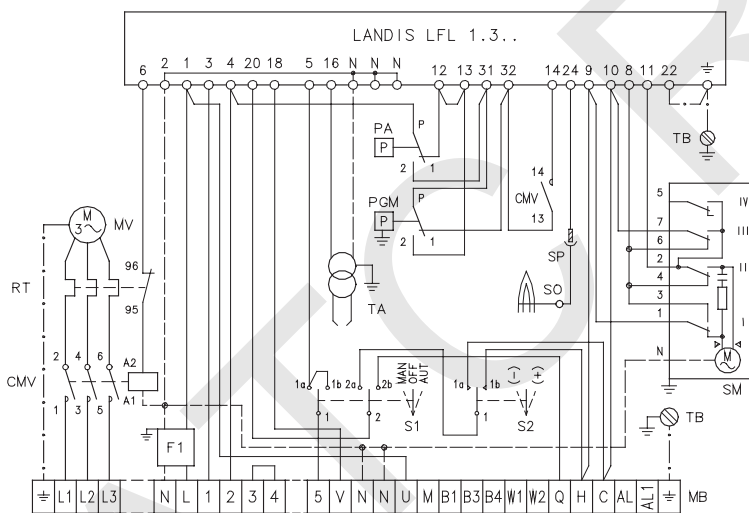 LANDIS LFL 1.3..
6 2 1 3 4 20 18 5 16 N N N 12 13 31 32 14 24 9 10 8 11 22
TB
PA P P
2 1
PGM P P
2 1
14
CMV
13
SP
SO
TA
M
3~
MV
RT
96
95
5 IV
7 III
6
2 II
4
3
1 I
N M
SM
2 4 6 A2
CMV
1 3 5 A1
1a 1b 2a 2b
MAN
OFF
AUT
1 2 S1
1a 1b
(-) (+)
1 S2
TB
F1
L1 L2 L3 N L 1 2 3 4 5 V N N U M B1 B3 B4 W1 W2 Q H C AL AL1 MB
ATCR